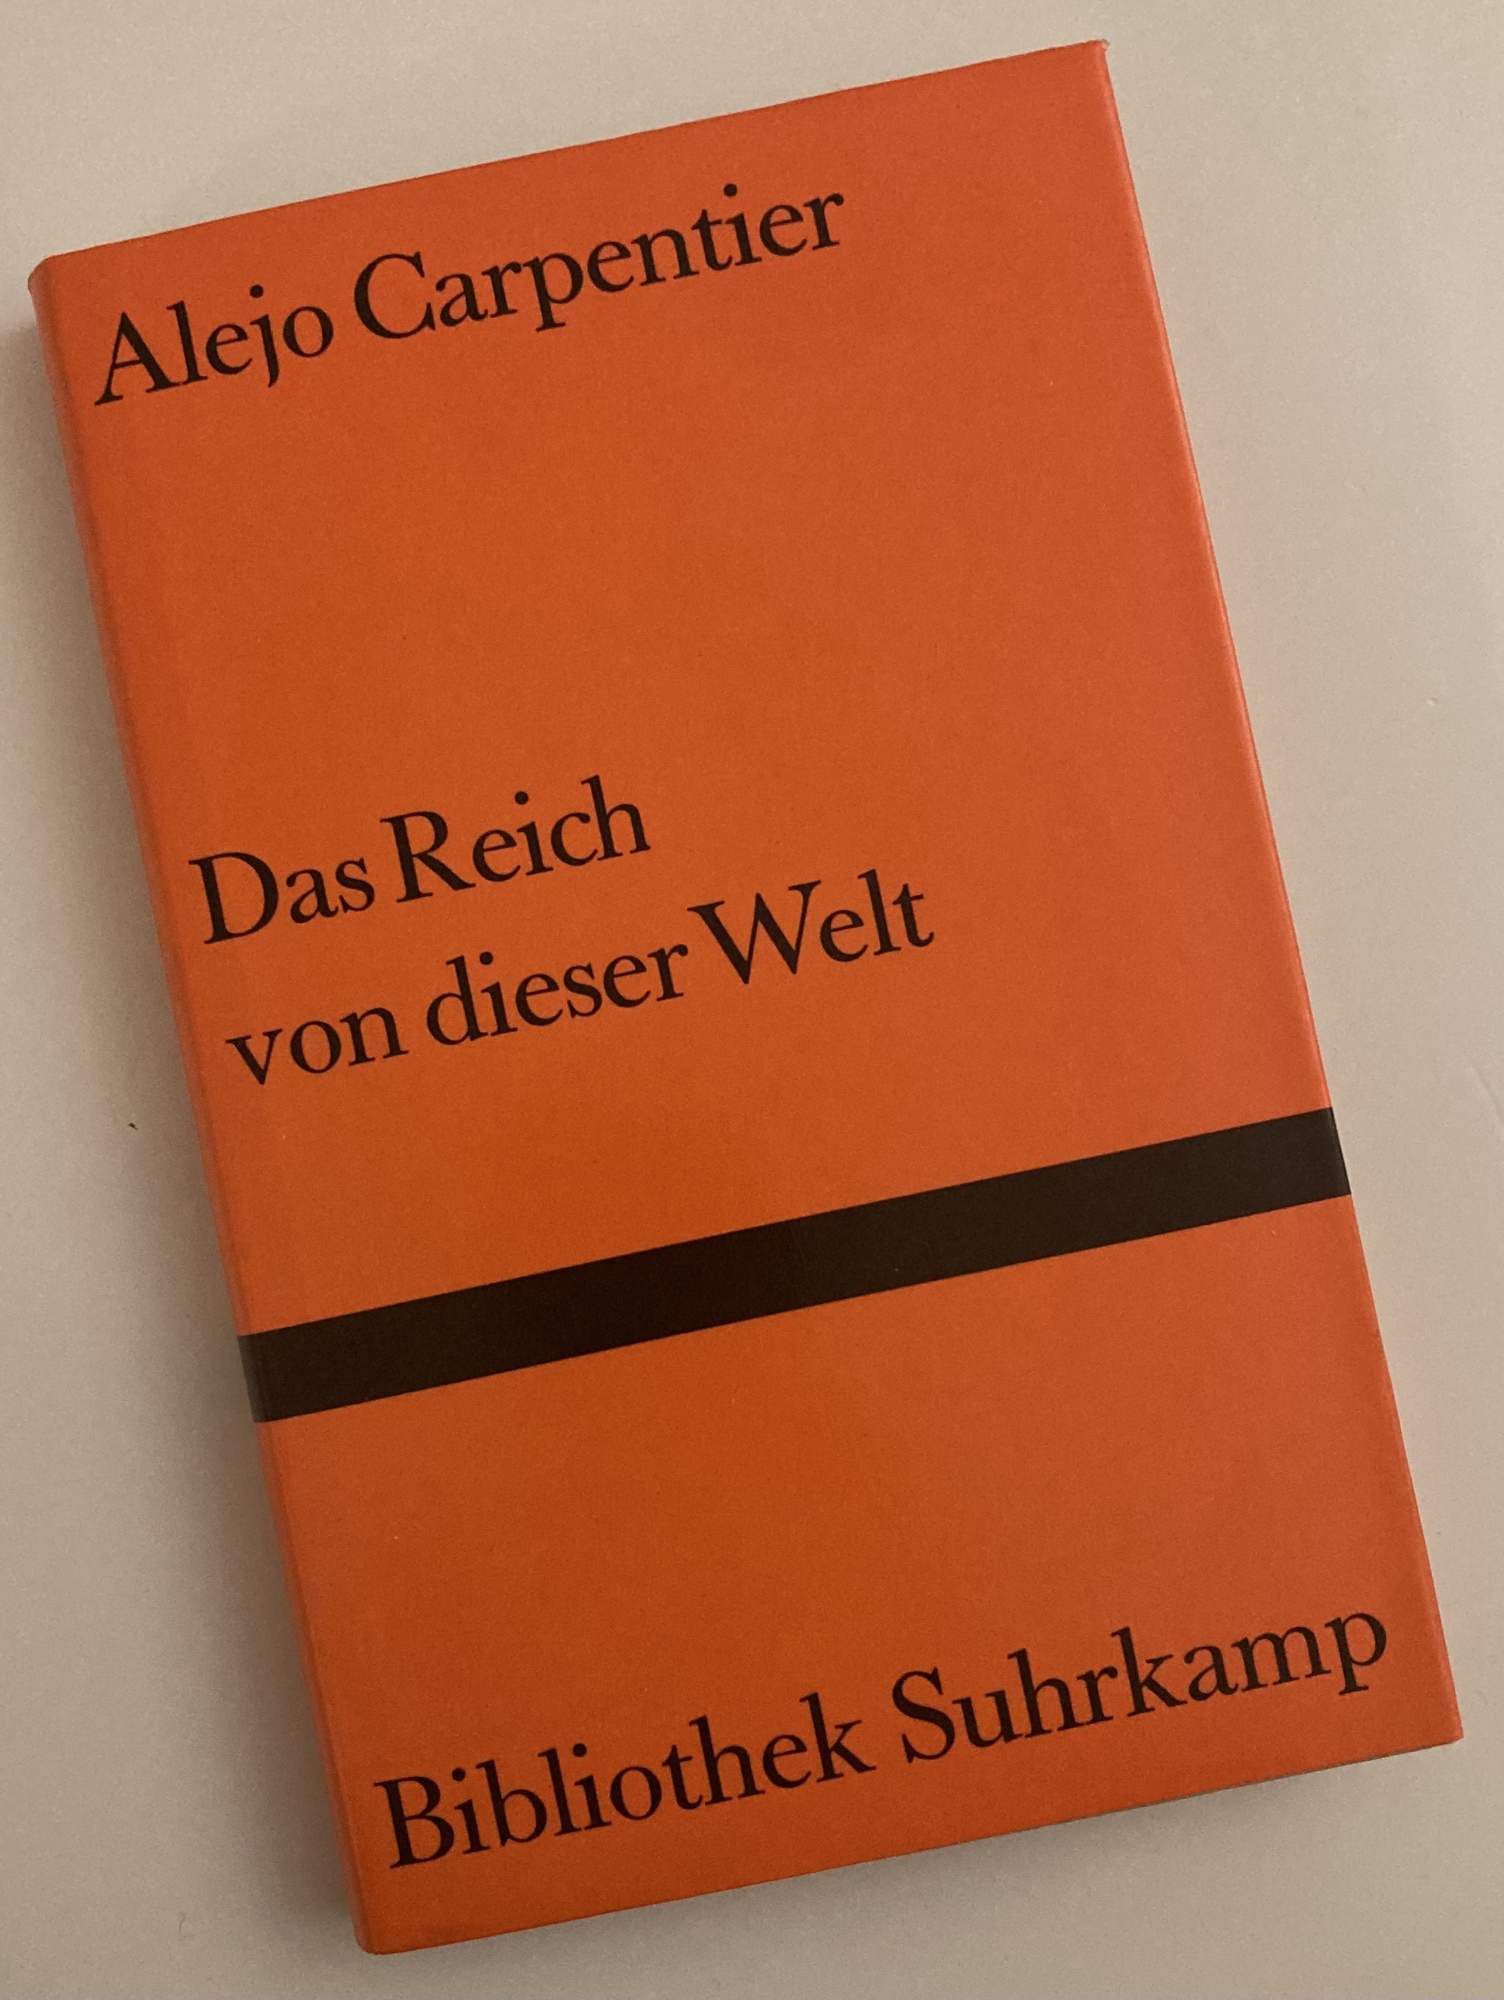 Alejo Carpentier
Das Reich
von dieser Welt
Bibliothek Suhrkamp